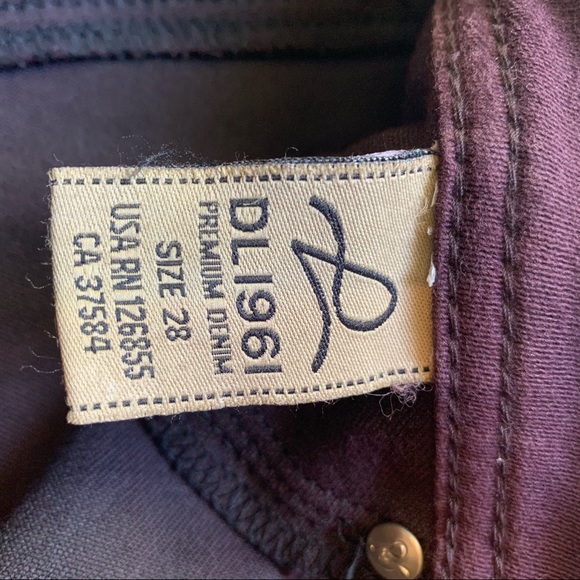 DL1961
PREMIUM DENIM
SIZE 28
USA RN 126855
CA 37584